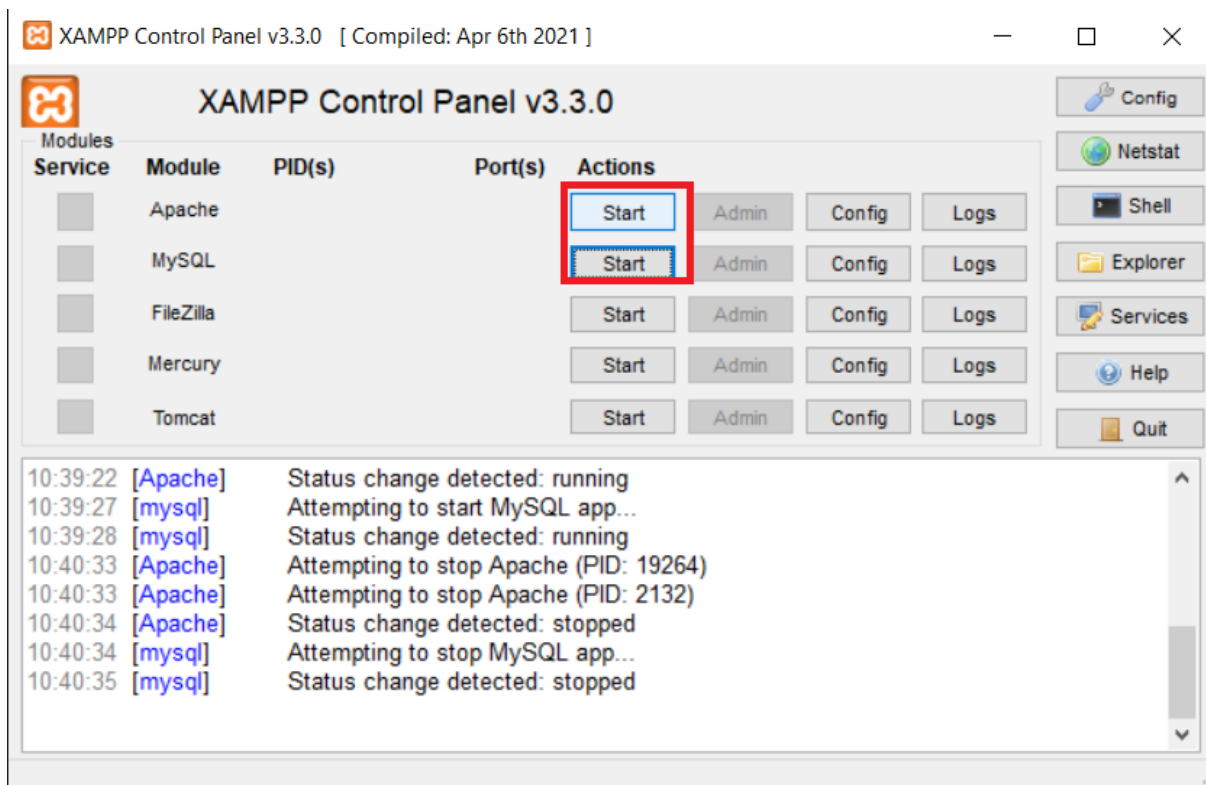 XAMPP Control Panel v3.3.0 [ Compiled: Apr 6th 2021 ]
XAMPP Control Panel v3.3.0
Config
Modules
Netstat
Service Module PID(s) Port(s) Actions
Apache Start Admin Config Logs
Shell
MySQL Start Admin Config Logs
Explorer
FileZilla Start Admin Config Logs
Services
Mercury Start Admin Config Logs
Help
Tomcat Start Admin Config Logs
Quit
10:39:22 [Apache] Status change detected: running
10:39:27 [mysql] Attempting to start MySQL app...
10:39:28 [mysql] Status change detected: running
10:40:33 [Apache] Attempting to stop Apache (PID: 19264)
10:40:33 [Apache] Attempting to stop Apache (PID: 2132)
10:40:34 [Apache] Status change detected: stopped
10:40:34 [mysql] Attempting to stop MySQL app...
10:40:35 [mysql] Status change detected: stopped